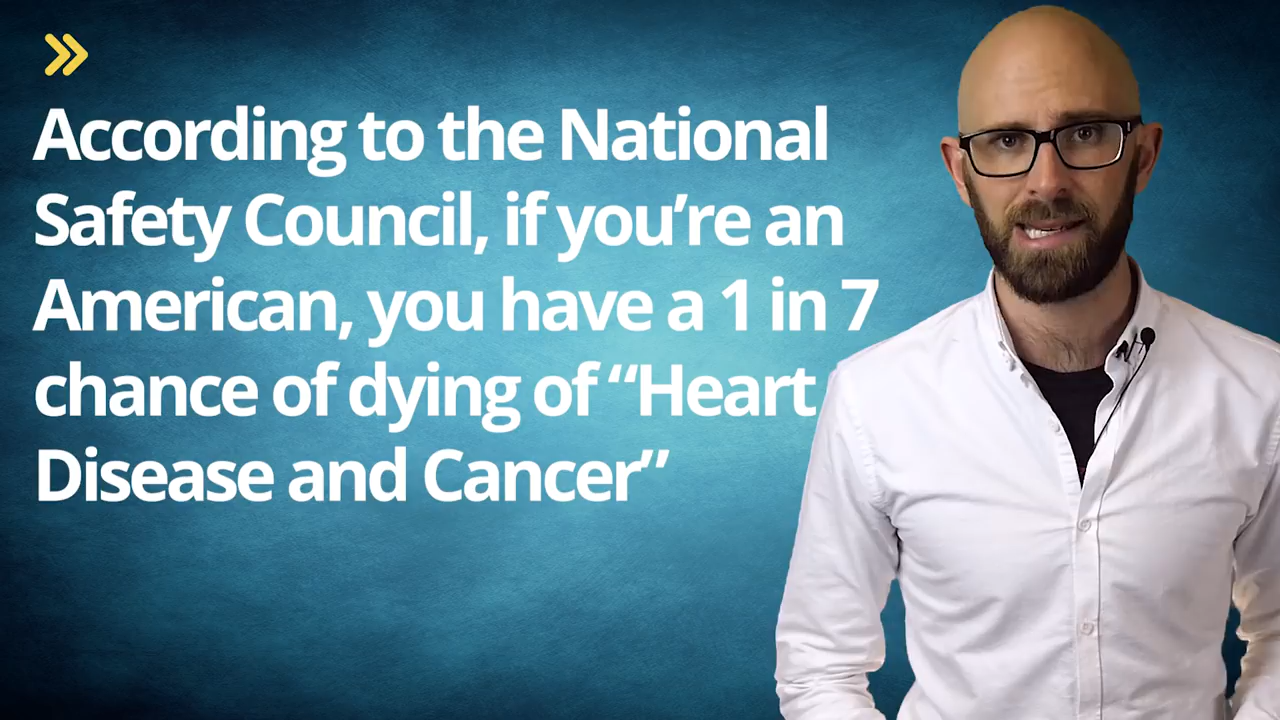 According to the National
Safety Council, if you’re an
American, you have a 1 in 7
chance of dying of “Heart
Disease and Cancer”